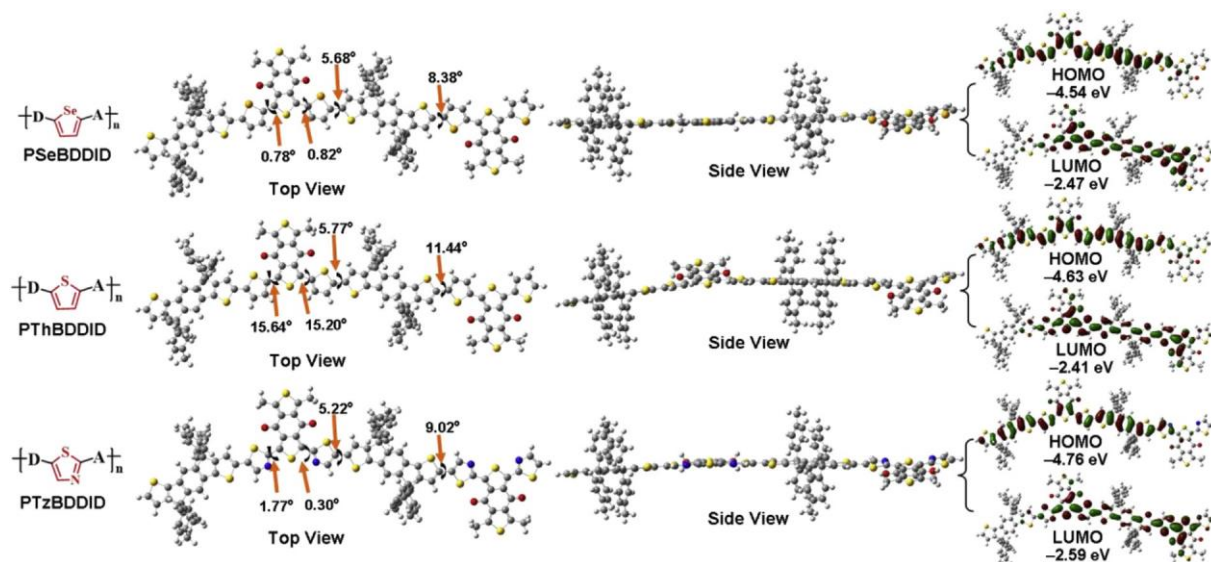 5.68°
8.38°
HOMO
−4.54 eV
D Se A n
PSeBDDID
0.78° 0.82°
Top View
Side View
LUMO
−2.47 eV
5.77°
11.44°
HOMO
−4.63 eV
D S A n
PThBDDID
15.64° 15.20°
Top View
Side View
LUMO
−2.41 eV
5.22°
9.02°
HOMO
−4.76 eV
D S N A n
PTzBDDID
1.77° 0.30°
Top View
Side View
LUMO
−2.59 eV